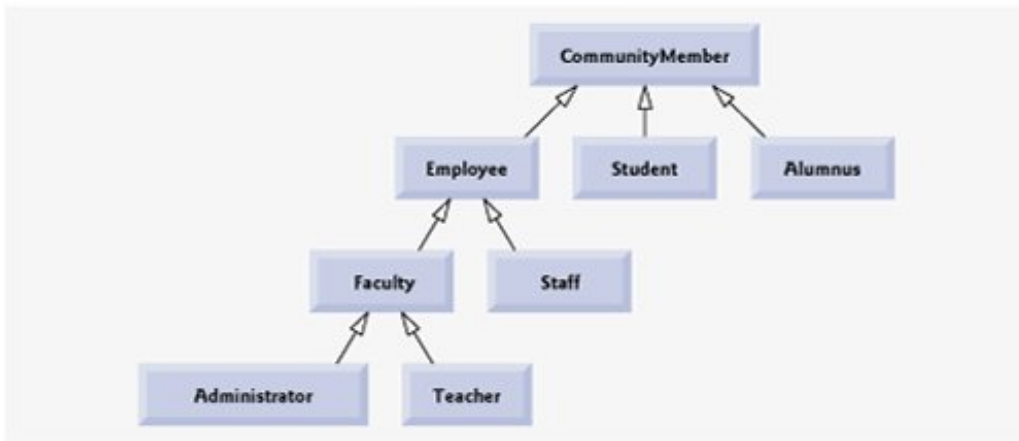 CommunityMember
Employee
Student
Alumnus
Faculty
Staff
Administrator
Teacher